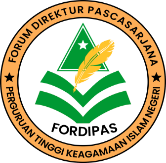 FORUM DIREKTUR PASCASARJANA
FORDIPAS
PERGURUAN TINGGI KEAGAMAAN ISLAM NEGERI